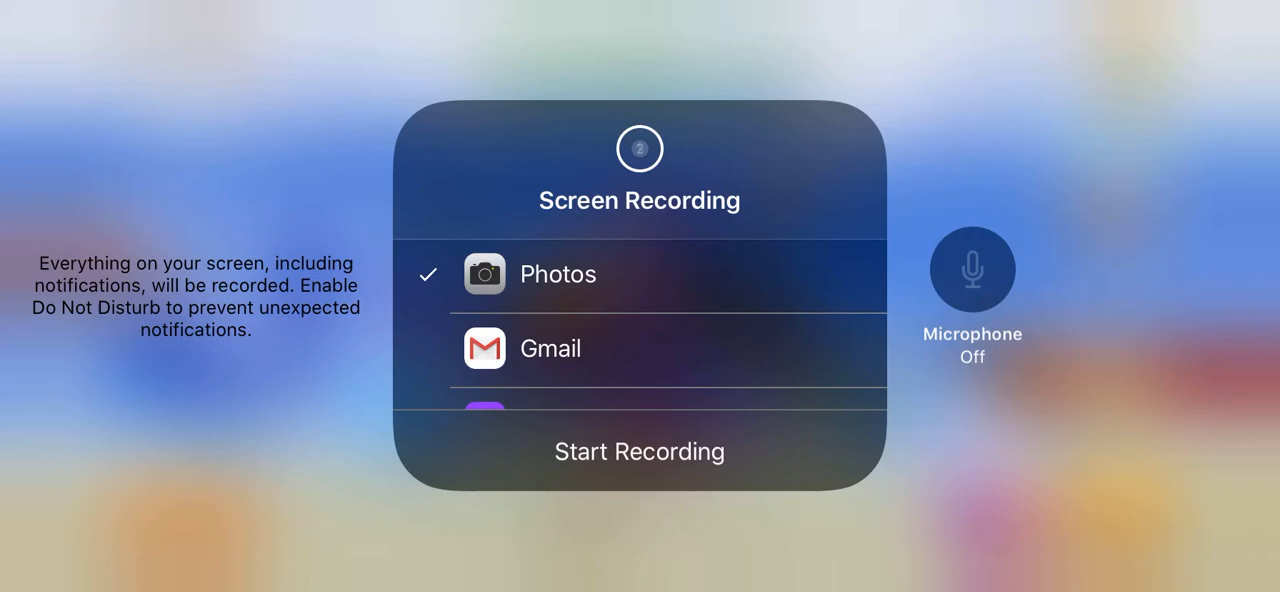 Screen Recording
Everything on your screen, including
notifications, will be recorded. Enable
Do Not Disturb to prevent unexpected
notifications.
Photos
Gmail
Start Recording
Microphone
Off